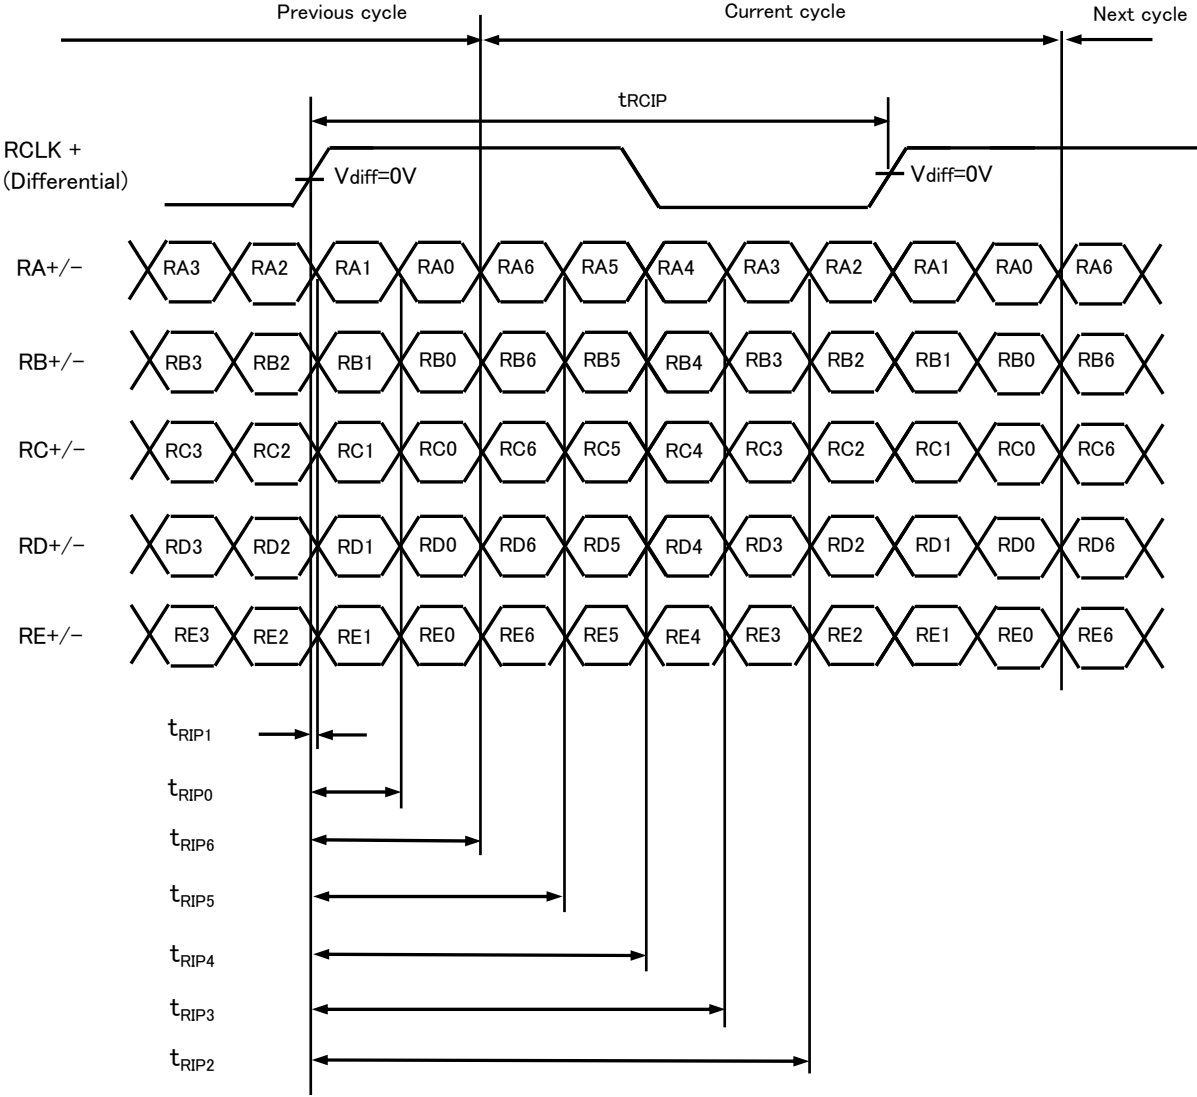 Previous cycle Current cycle Next cycle
tRCIP
RCLK +
(Differential)
Vdiff=0V Vdiff=0V
RA+/- RA3 RA2 RA1 RA0 RA6 RA5 RA4 RA3 RA2 RA1 RA0 RA6
RB+/- RB3 RB2 RB1 RB0 RB6 RB5 RB4 RB3 RB2 RB1 RB0 RB6
RC+/- RC3 RC2 RC1 RC0 RC6 RC5 RC4 RC3 RC2 RC1 RC0 RC6
RD+/- RD3 RD2 RD1 RD0 RD6 RD5 RD4 RD3 RD2 RD1 RD0 RD6
RE+/- RE3 RE2 RE1 RE0 RE6 RE5 RE4 RE3 RE2 RE1 RE0 RE6
tRIP1
tRIP0
tRIP6
tRIP5
tRIP4
tRIP3
tRIP2